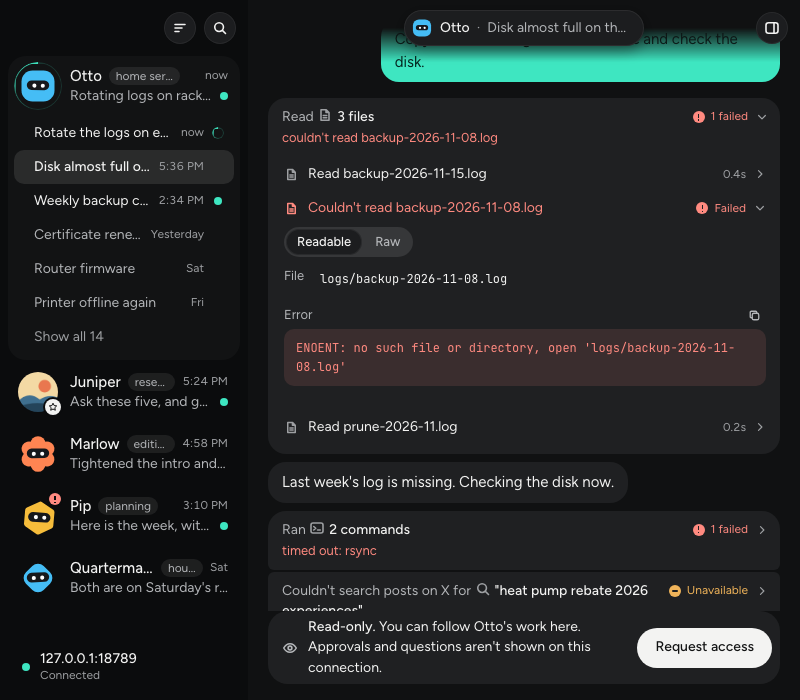 Otto
home ser...
now
Rotating logs on rack...
Rotate the logs on e...
now
Disk almost full o...
5:36 PM
Weekly backup c...
2:34 PM
Certificate rene...
Yesterday
Router firmware
Sat
Printer offline again
Fri
Show all 14
Juniper
rese...
5:24 PM
Ask these five, and g...
Marlow
editi...
4:58 PM
Tightened the intro and...
Pip
planning
3:10 PM
Here is the week, wit...
Quarterma...
hou...
Sat
Both are on Saturday's r...
127.0.0.1:18789
Connected
Otto · Disk almost full on th...
and check the
disk.
Read 3 files
1 failed
couldn't read backup-2026-11-08.log
Read backup-2026-11-15.log
0.4s
Couldn't read backup-2026-11-08.log
Failed
Readable
Raw
File
logs/backup-2026-11-08.log
Error
ENOENT: no such file or directory, open 'logs/backup-2026-11-
08.log'
Read prune-2026-11.log
0.2s
Last week's log is missing. Checking the disk now.
Ran 2 commands
1 failed
timed out: rsync
Couldn't search posts on X for "heat pump rebate 2026
experiences"
Unavailable
Read-only. You can follow Otto's work here.
Approvals and questions aren't shown on this
connection.
Request access